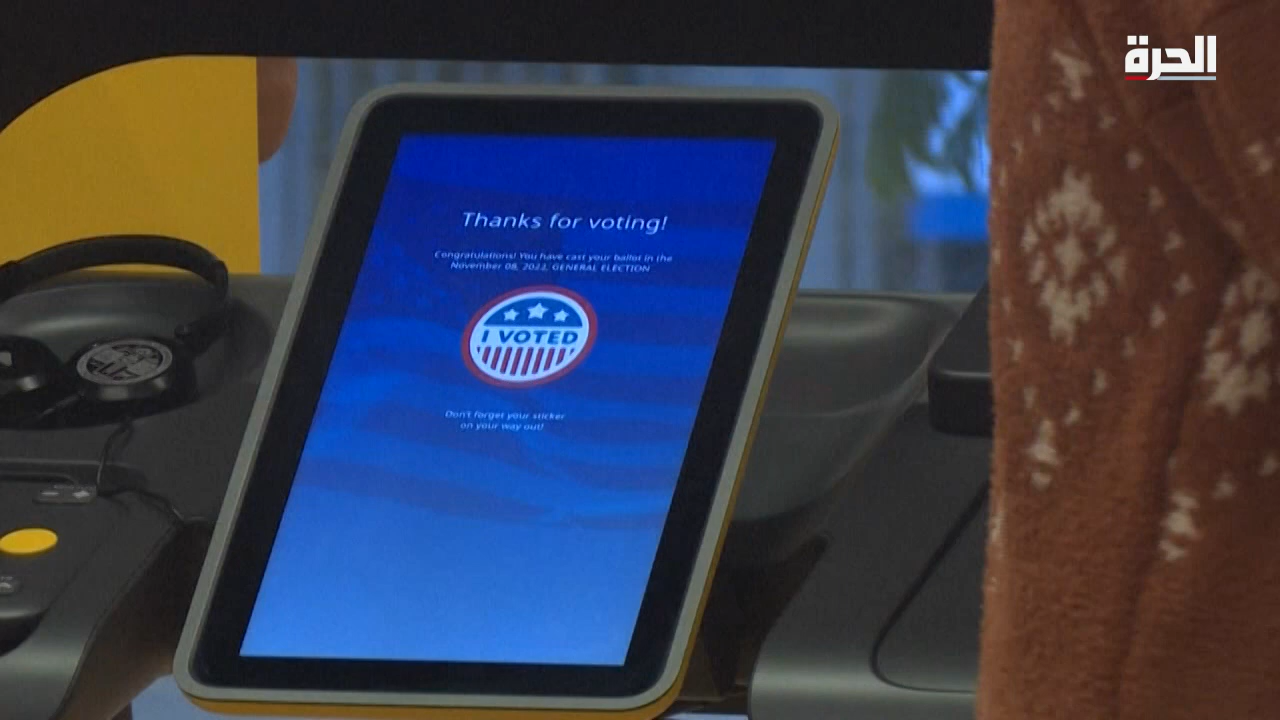 الحرة
Thanks for voting!
Congratulations! You have cast your ballot in the
November 08, 2022, GENERAL ELECTION
I VOTED
Don't forget your sticker
on your way out!